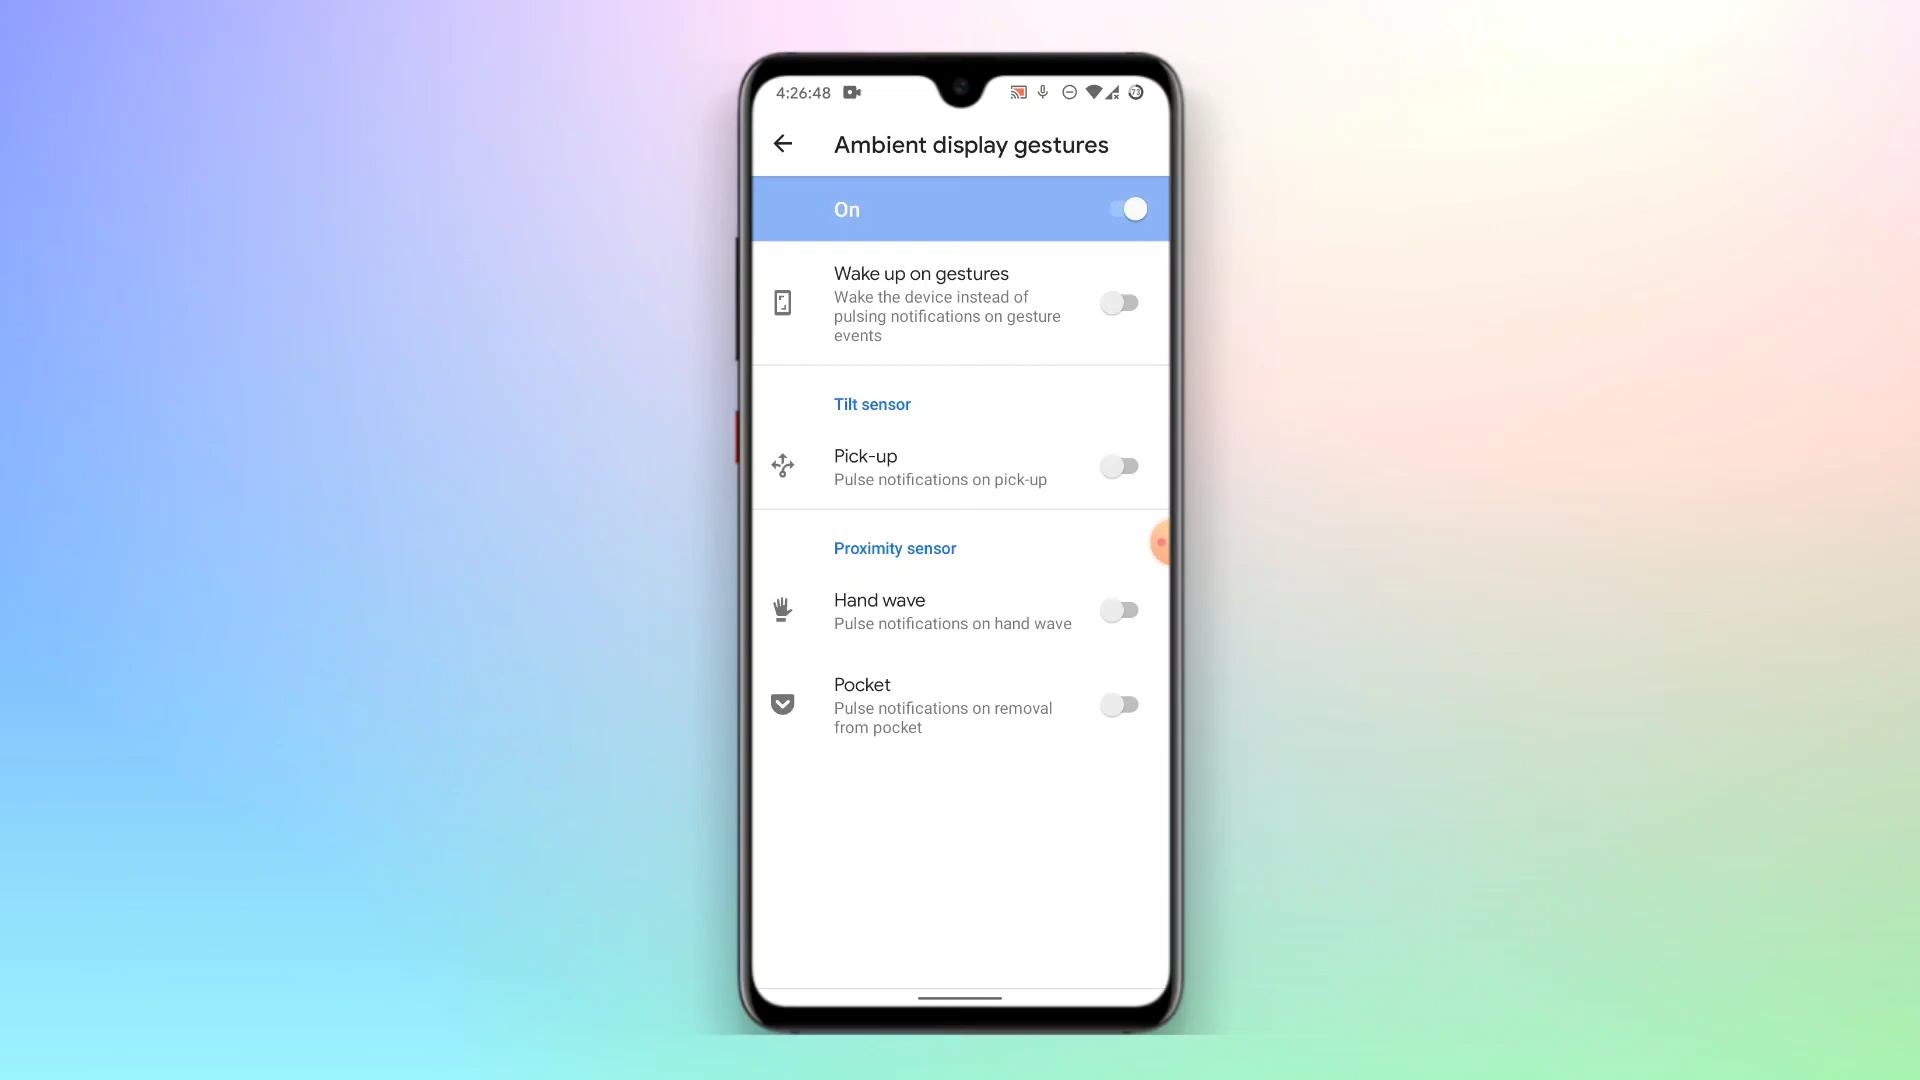 4:26:48
73
Ambient display gestures
On
Wake up on gestures
Wake the device instead of
pulsing notifications on gesture
events
Tilt sensor
Pick-up
Pulse notifications on pick-up
Proximity sensor
Hand wave
Pulse notifications on hand wave
Pocket
Pulse notifications on removal
from pocket